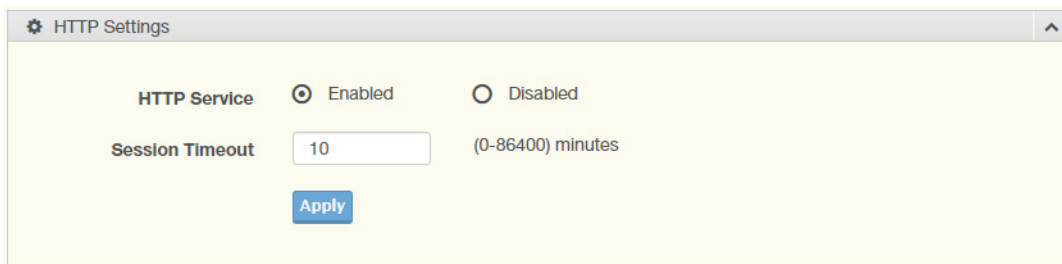 HTTP Settings
HTTP Service Enabled Disabled
Session Timeout 10 (0-86400) minutes
Apply